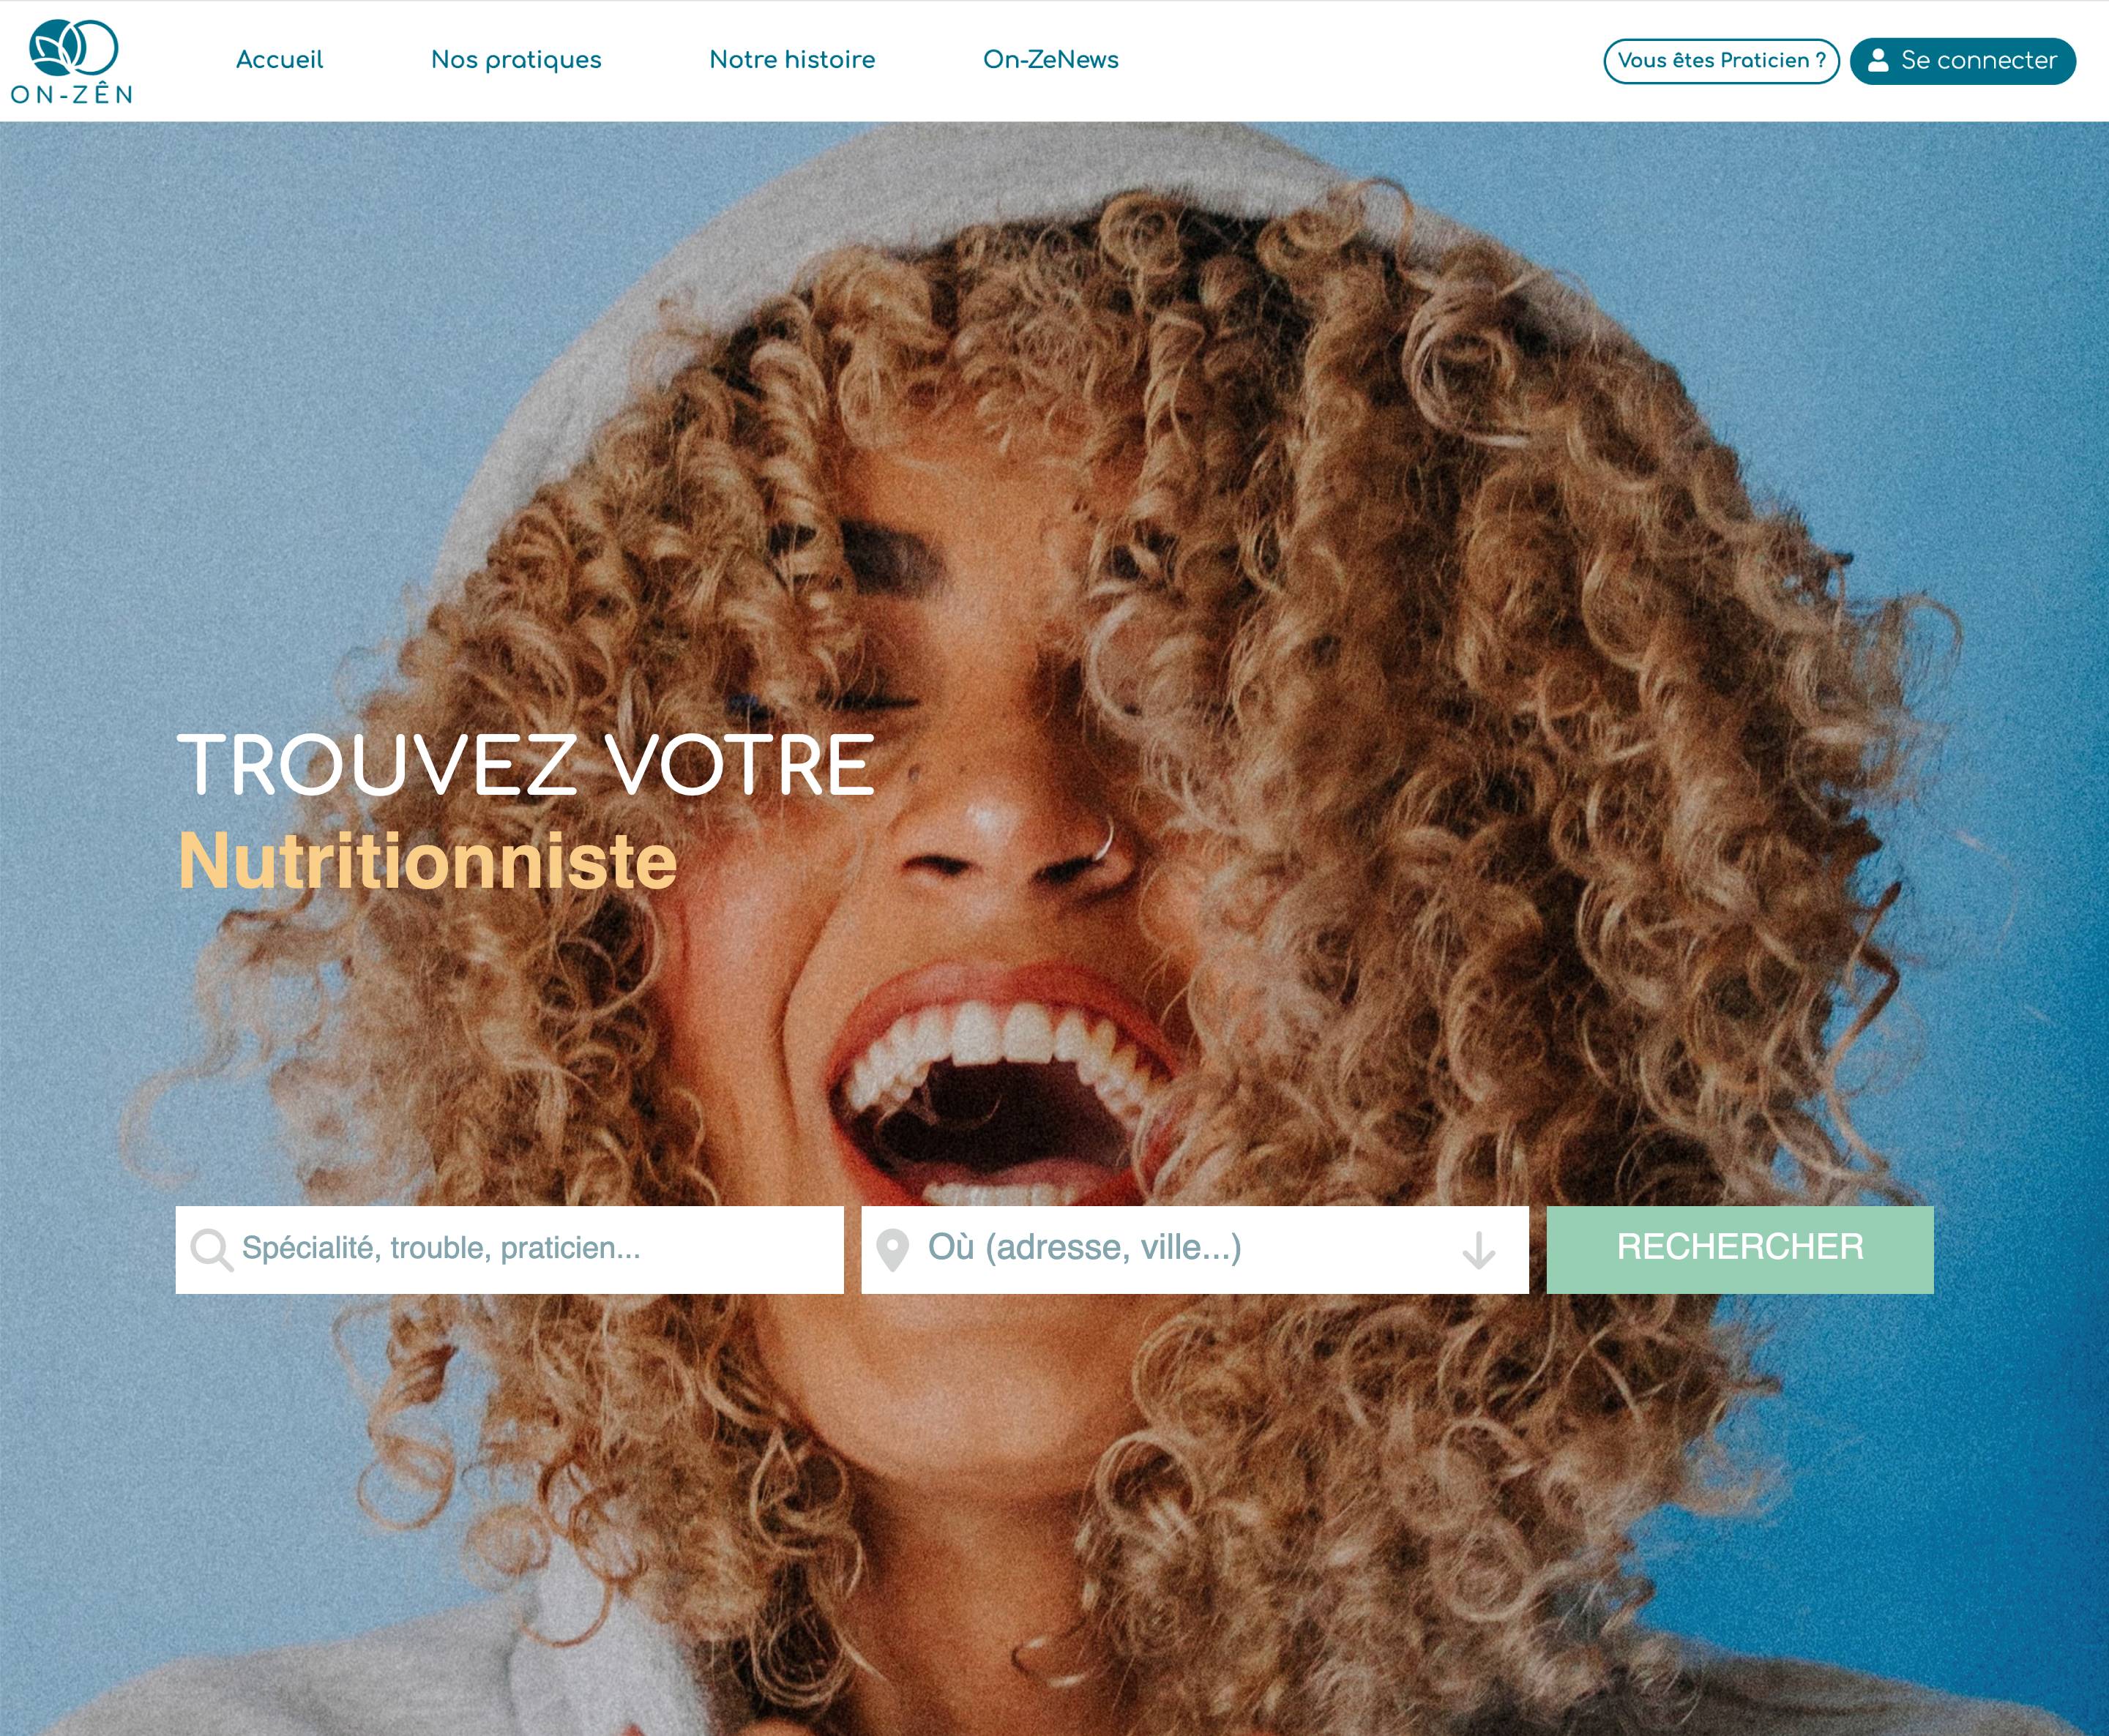 ON-ZÊN
Accueil
Nos pratiques
Notre histoire
On-ZeNews
Vous êtes Praticien ?
Se connecter
TROUVEZ VOTRE
Nutritionniste
Spécialité, trouble, praticien...
Où (adresse, ville...)
RECHERCHER